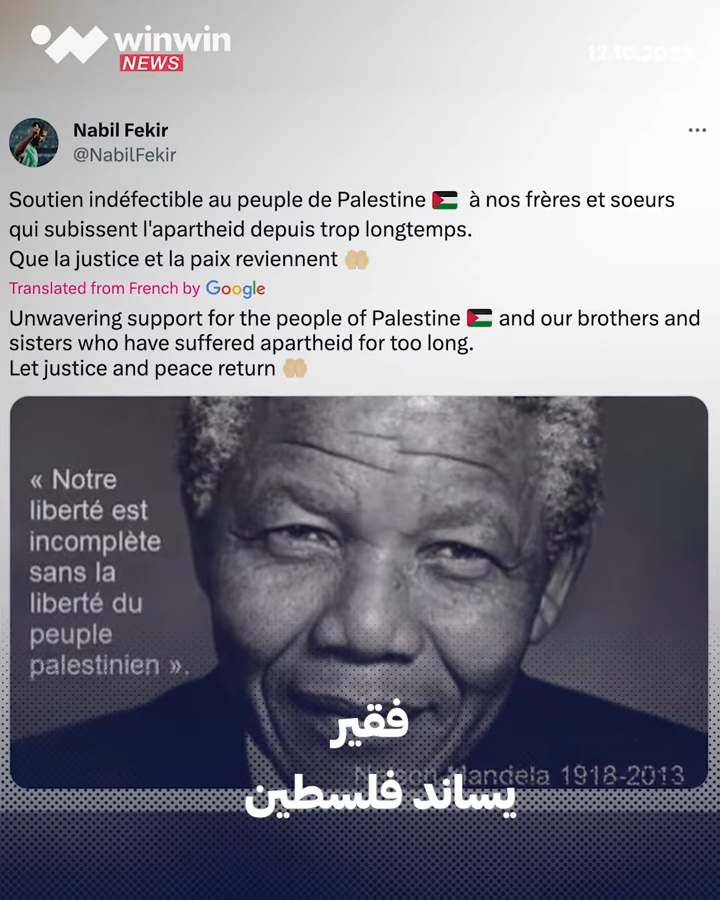 winwin
NEWS
Nabil Fekir
@NabilFekir
Soutien indéfectible au peuple de Palestine 🇵🇸 à nos frères et soeurs
qui subissent l'apartheid depuis trop longtemps.
Que la justice et la paix reviennent 🤲🏼
Translated from French by Google
Unwavering support for the people of Palestine 🇵🇸 and our brothers and
sisters who have suffered apartheid for too long.
Let justice and peace return 🤲🏼
« Notre
liberté est
incomplète
sans la
liberté du
peuple
palestinien ».
فقير
Mandela 1918-2013
يساند فلسطين